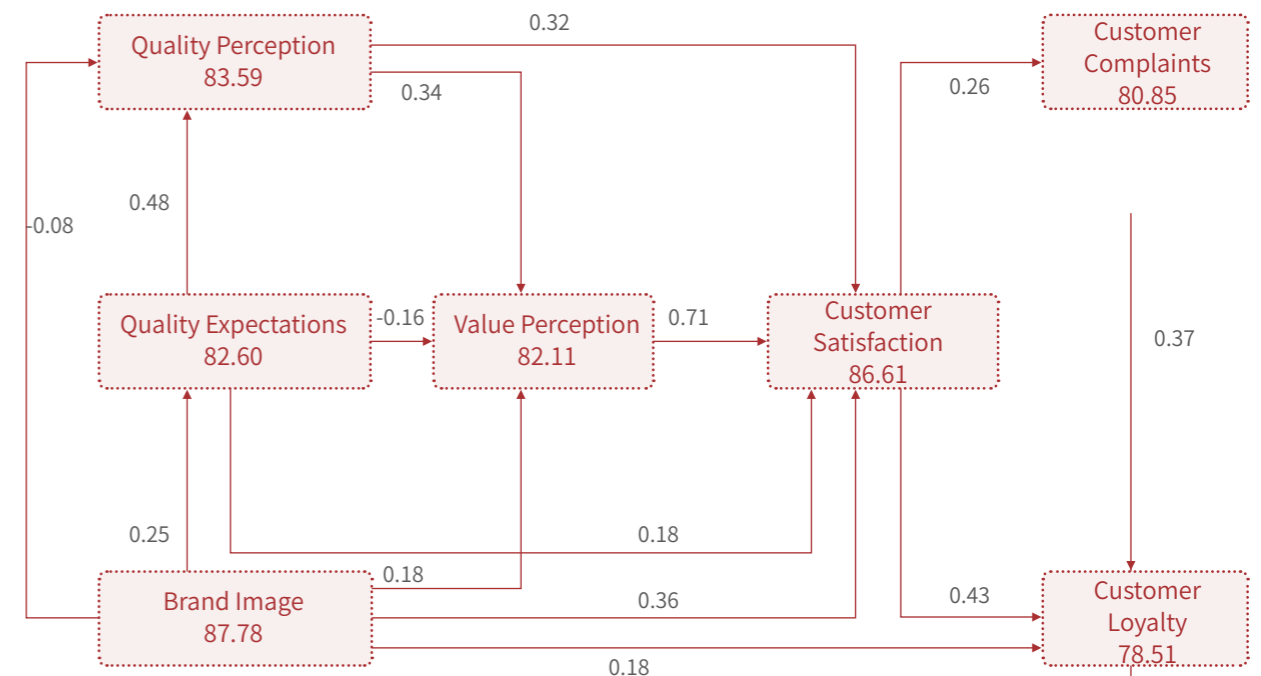 0.32
Quality Perception
83.59
Customer
Complaints
80.85
0.34
0.26
0.48
-0.08
0.37
Quality Expectations
82.60
-0.16
Value Perception
82.11
0.71
Customer
Satisfaction
86.61
0.25
0.18
0.18
Brand Image
87.78
0.36
0.43
Customer
Loyalty
78.51
0.18